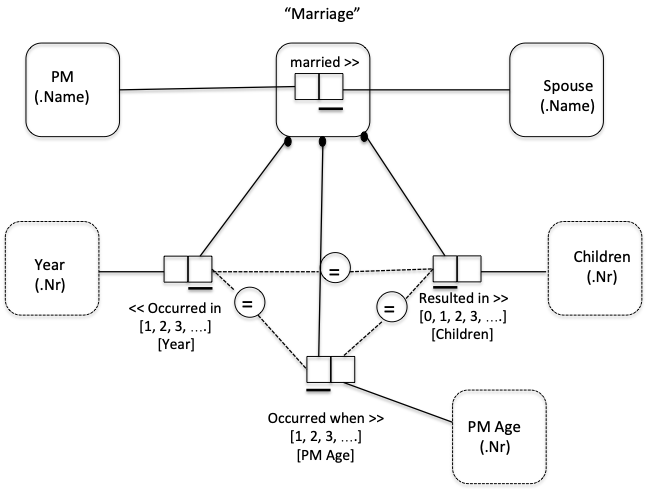 “Marriage”
married >>
PM
(.Name)
Spouse
(.Name)
Year
(.Nr)
Children
(.Nr)
=
=
=
<< Occurred in
[1, 2, 3, ….]
[Year]
Resulted in >>
[0, 1, 2, 3, ….]
[Children]
Occurred when >>
[1, 2, 3, ….]
[PM Age]
PM Age
(.Nr)